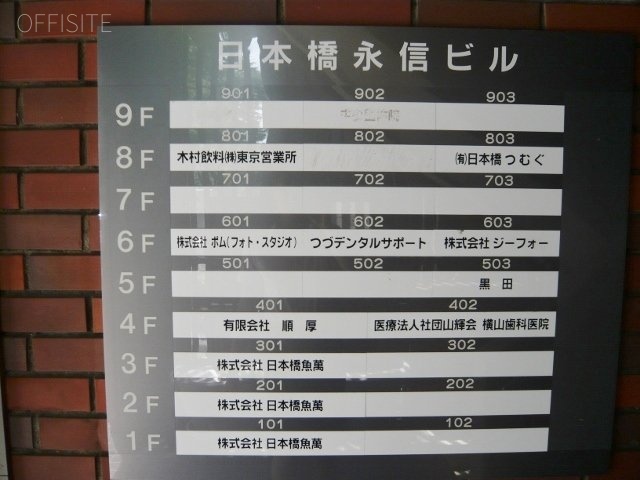 OFFISITE
日本橋永信ビル
901 902 903
9F
801 802 803
8F 木村飲料㈱東京営業所 ㈲日本橋つむぐ
701 702 703
7F
601 602 603
6F 株式会社 ボム(フォト・スタジオ) つづデンタルサポート 株式会社 ジーフォー
501 502 503
5F 黒田
401 402
4F 有限会社 順厚 医療法人社団山輝会 横山歯科医院
301 302
3F 株式会社 日本橋魚萬
201 202
2F 株式会社 日本橋魚萬
101 102
1F 株式会社 日本橋魚萬